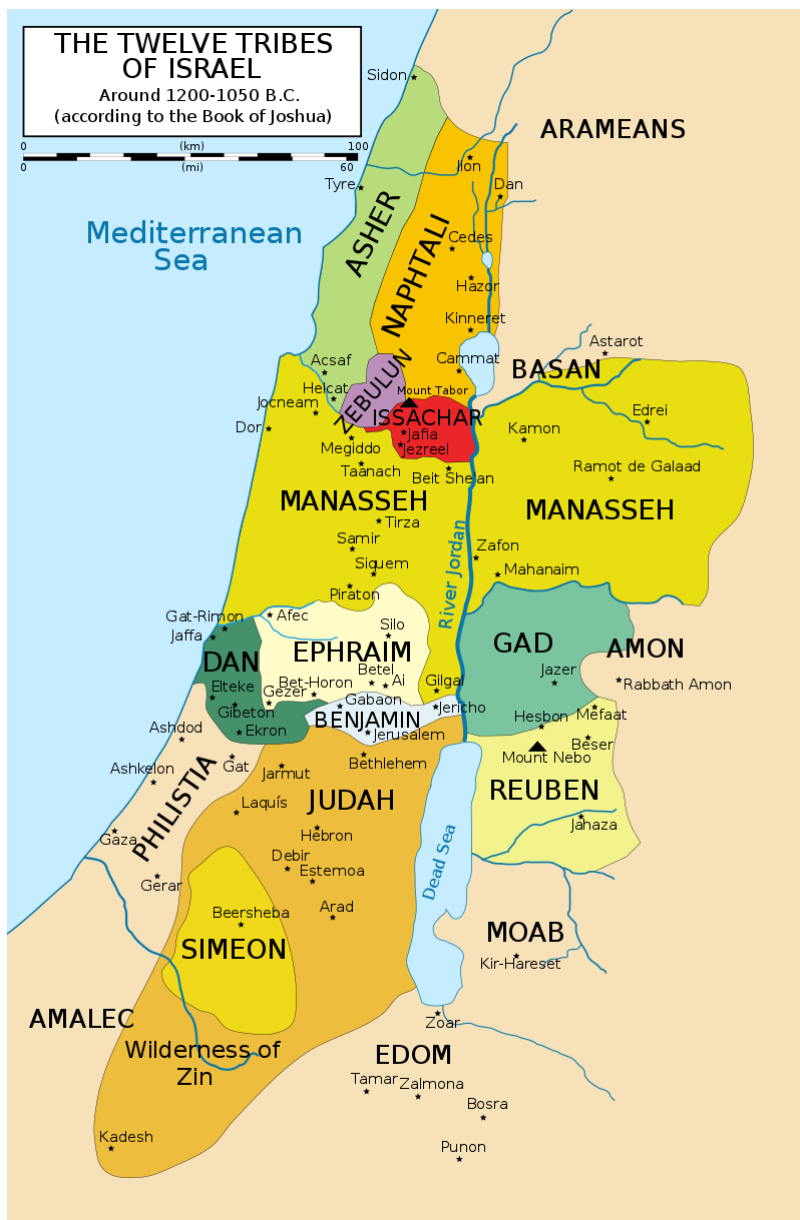 THE TWELVE TRIBES
OF ISRAEL
Around 1200-1050 B.C.
(according to the Book of Joshua)
0 (km) 100
0 (mi) 60
Sidon
ARAMEANS
Ilon
Tyre
Dan
ASHER
Mediterranean
Sea
NAPHTALI
Cedes
Hazor
Kinneret
Astarot
Acsaf
Cammat
BASAN
ZEBULUN
Mount Tabor
Helcat
Jocneam
ISSACHAR
Edrei
Dor
Jafia
Kamon
Megiddo
Jezreel
Taanach
Beit Shean
Ramot de Galaad
MANASSEH
MANASSEH
Tirza
Samir
River Jordan
Zafon
Siquem
Mahanaim
Piraton
Gat-Rimon
Afec
Jaffa
Silo
GAD
AMON
DAN
EPHRAIM
Betel
Jazer
Rabbath Amon
Elteke
Bet-Horon
Ai
Gilgal
Gezer
Gabaon
Jericho
Gibeton
BENJAMIN
Hesbon
Mefaat
Ekron
Jerusalem
Ashdod
Beser
Gat
Bethlehem
Mount Nebo
Ashkelon
Jarmut
PHILISTIA
REUBEN
Laquís
JUDAH
Gaza
Hebron
Jahaza
Dead Sea
Debir
Estemoa
Gerar
Beersheba
Arad
SIMEON
MOAB
Kir-Hareset
AMALEC
Zoar
Wilderness of
Zin
EDOM
Tamar
Zalmona
Bosra
Kadesh
Punon